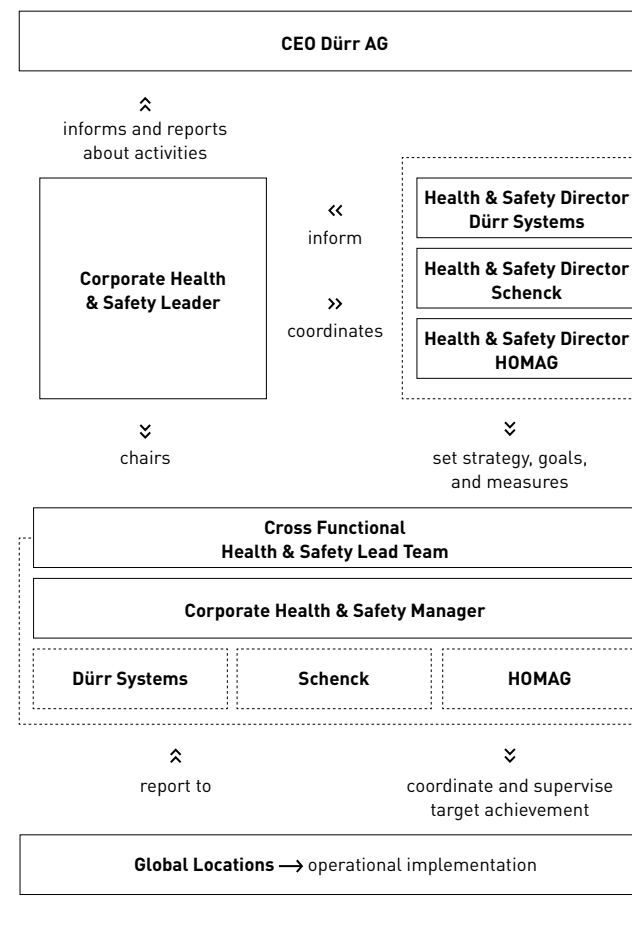 CEO Dürr AG
informs and reports
about activities
Corporate Health
& Safety Leader
inform
coordinates
Health & Safety Director
Dürr Systems
Health & Safety Director
Schenck
Health & Safety Director
HOMAG
chairs
set strategy, goals,
and measures
Cross Functional
Health & Safety Lead Team
Corporate Health & Safety Manager
Dürr Systems
Schenck
HOMAG
report to
coordinate and supervise
target achievement
Global Locations → operational implementation